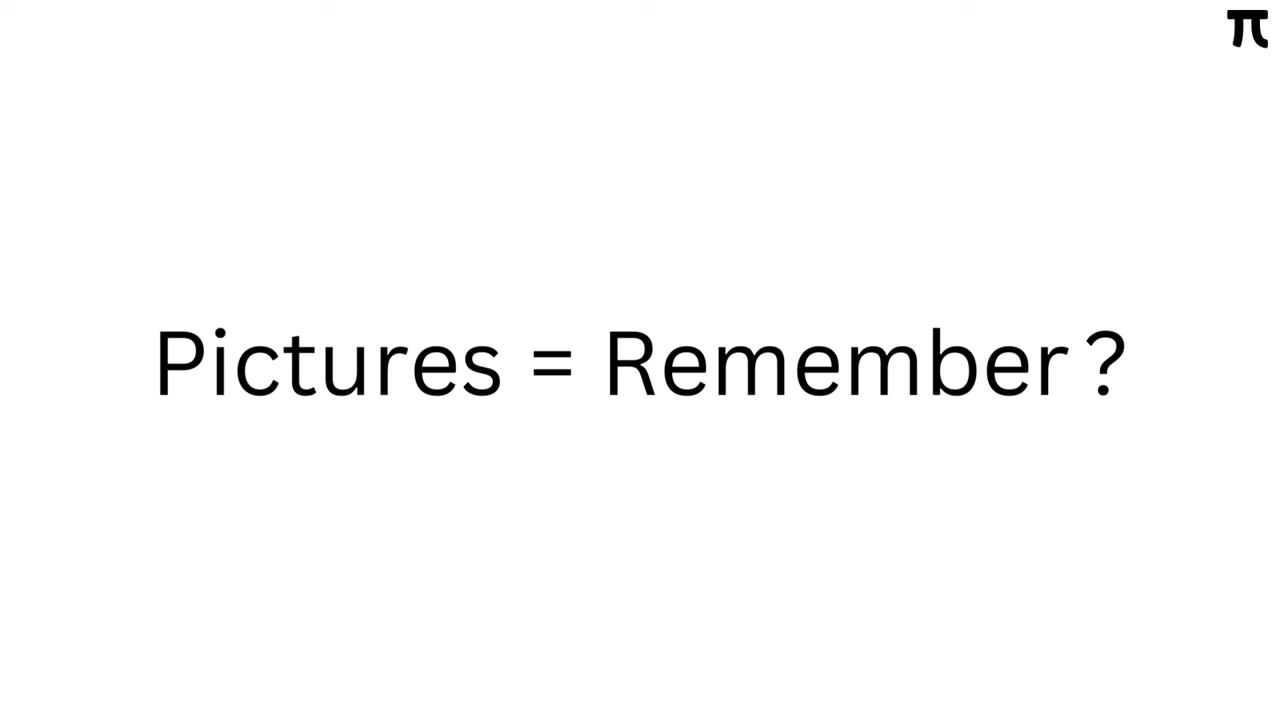 π
Pictures = Remember ?